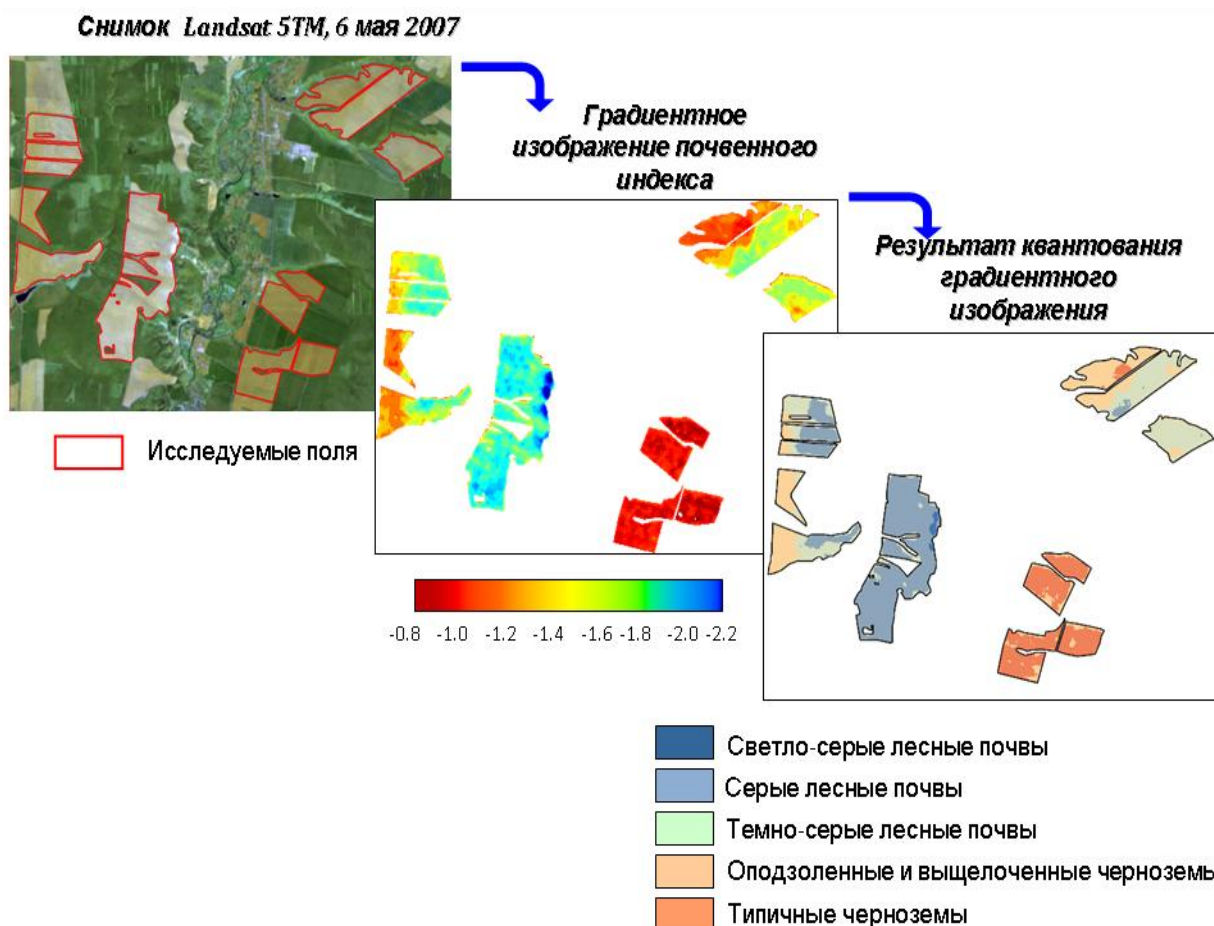 Снимок Landsat 5TM, 6 мая 2007
Градиентное
изображение почвенного
индекса
Результат квантования
градиентного
изображения
Исследуемые поля
-0.8 -1.0 -1.2 -1.4 -1.6 -1.8 -2.0 -2.2
Светло-серые лесные почвы
Серые лесные почвы
Темно-серые лесные почвы
Оподзоленные и выщелоченные черноземы
Типичные черноземы